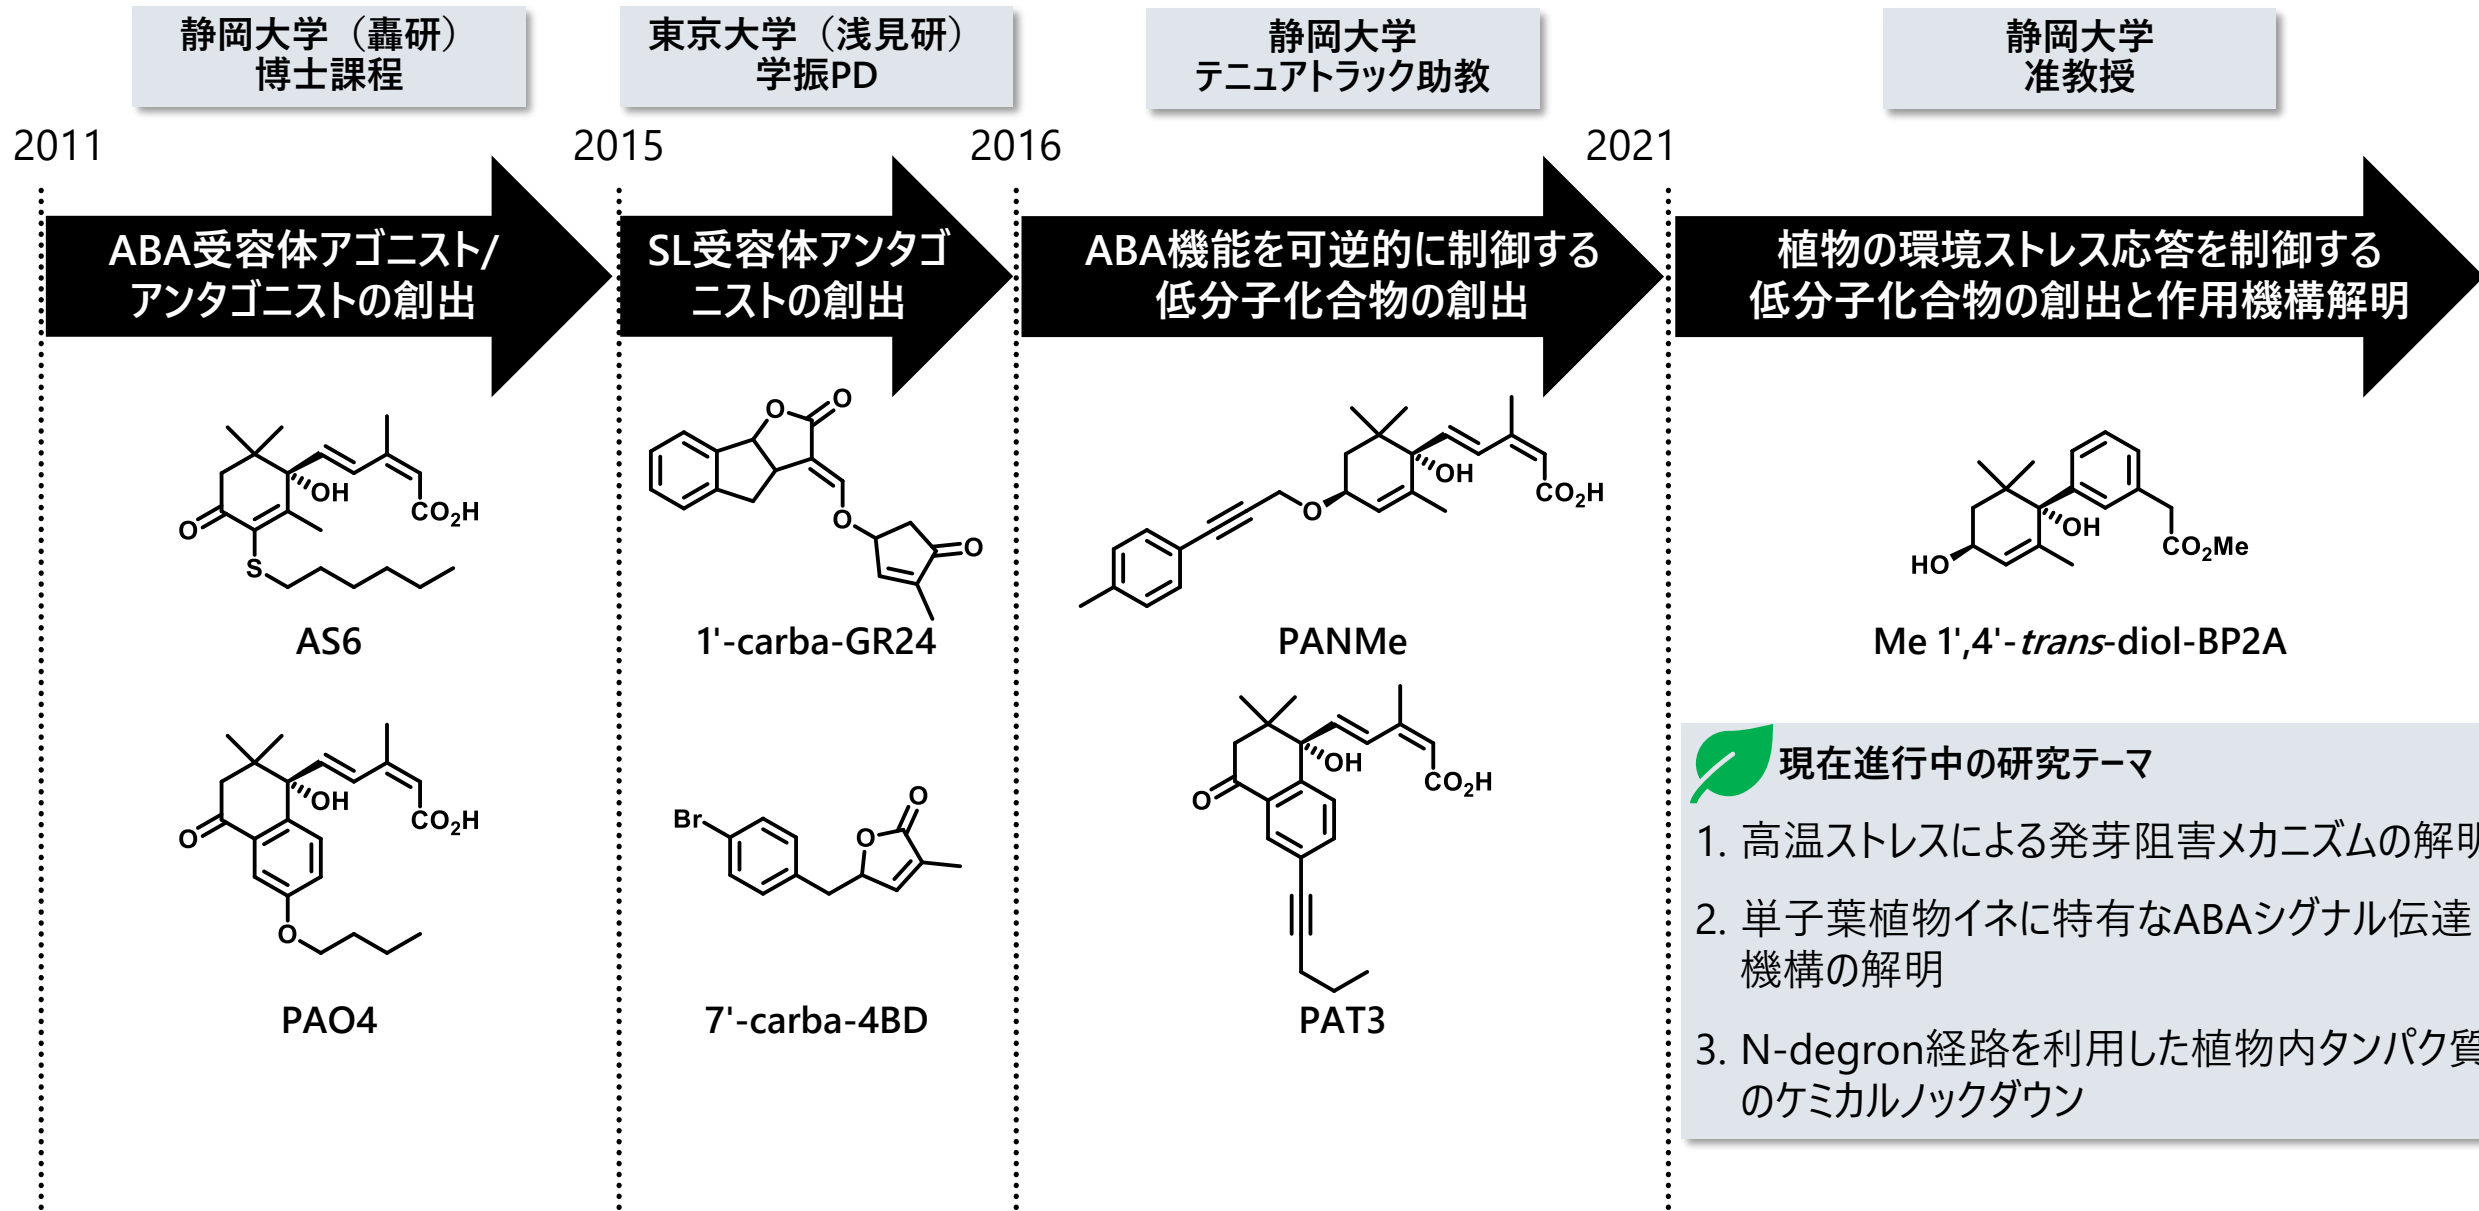 静岡大学（轟研）
博士課程
東京大学（浅見研）
学振PD
静岡大学
テニュアトラック助教
静岡大学
准教授
2011
2015
2016
2021
ABA受容体アゴニスト/
アンタゴニストの創出
SL受容体アンタゴ
ニストの創出
ABA機能を可逆的に制御する
低分子化合物の創出
植物の環境ストレス応答を制御する
低分子化合物の創出と作用機構解明
OH
CO2H
O
S
AS6
OH
CO2H
O
O
PAO4
O
O
O
O
1'-carba-GR24
Br
O
O
7'-carba-4BD
OH
CO2H
O
PANMe
OH
CO2H
O
PAT3
OH
HO
CO2Me
Me 1',4'-trans-diol-BP2A
現在進行中の研究テーマ
1. 高温ストレスによる発芽阻害メカニズムの解明
2. 単子葉植物イネに特有なABAシグナル伝達
機構の解明
3. N-degron経路を利用した植物内タンパク質
のケミカルノックダウン